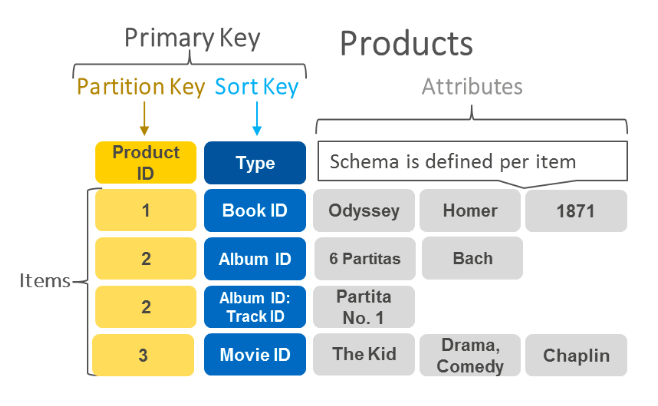 Primary Key
Products
Partition Key Sort Key
Attributes
Product
ID
Type
Schema is defined per item
1
Book ID
Odyssey
Homer
1871
2
Album ID
6 Partitas
Bach
Items
2
Album ID:
Track ID
Partita
No. 1
3
Movie ID
The Kid
Drama,
Comedy
Chaplin